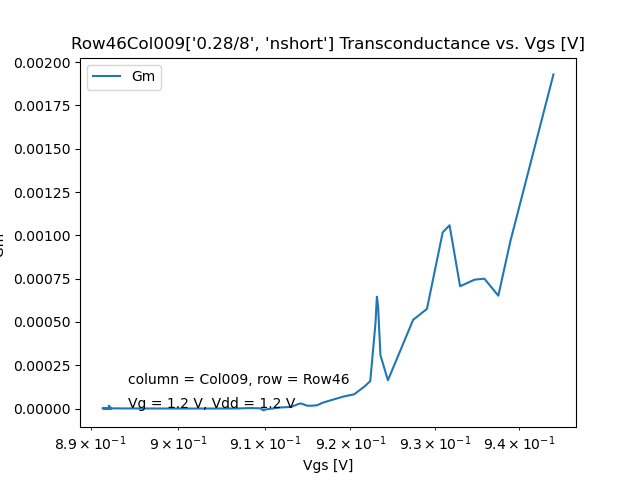 Row46Col009['0.28/8', 'nshort'] Transconductance vs. Vgs [V]
Gm
0.00200
0.00175
0.00150
0.00125
0.00100
0.00075
0.00050
0.00025
0.00000
Gm
column = Col009, row = Row46
Vg = 1.2 V, Vdd = 1.2 V
8.9 × 10⁻¹ 9 × 10⁻¹ 9.1 × 10⁻¹ 9.2 × 10⁻¹ 9.3 × 10⁻¹ 9.4 × 10⁻¹
Vgs [V]